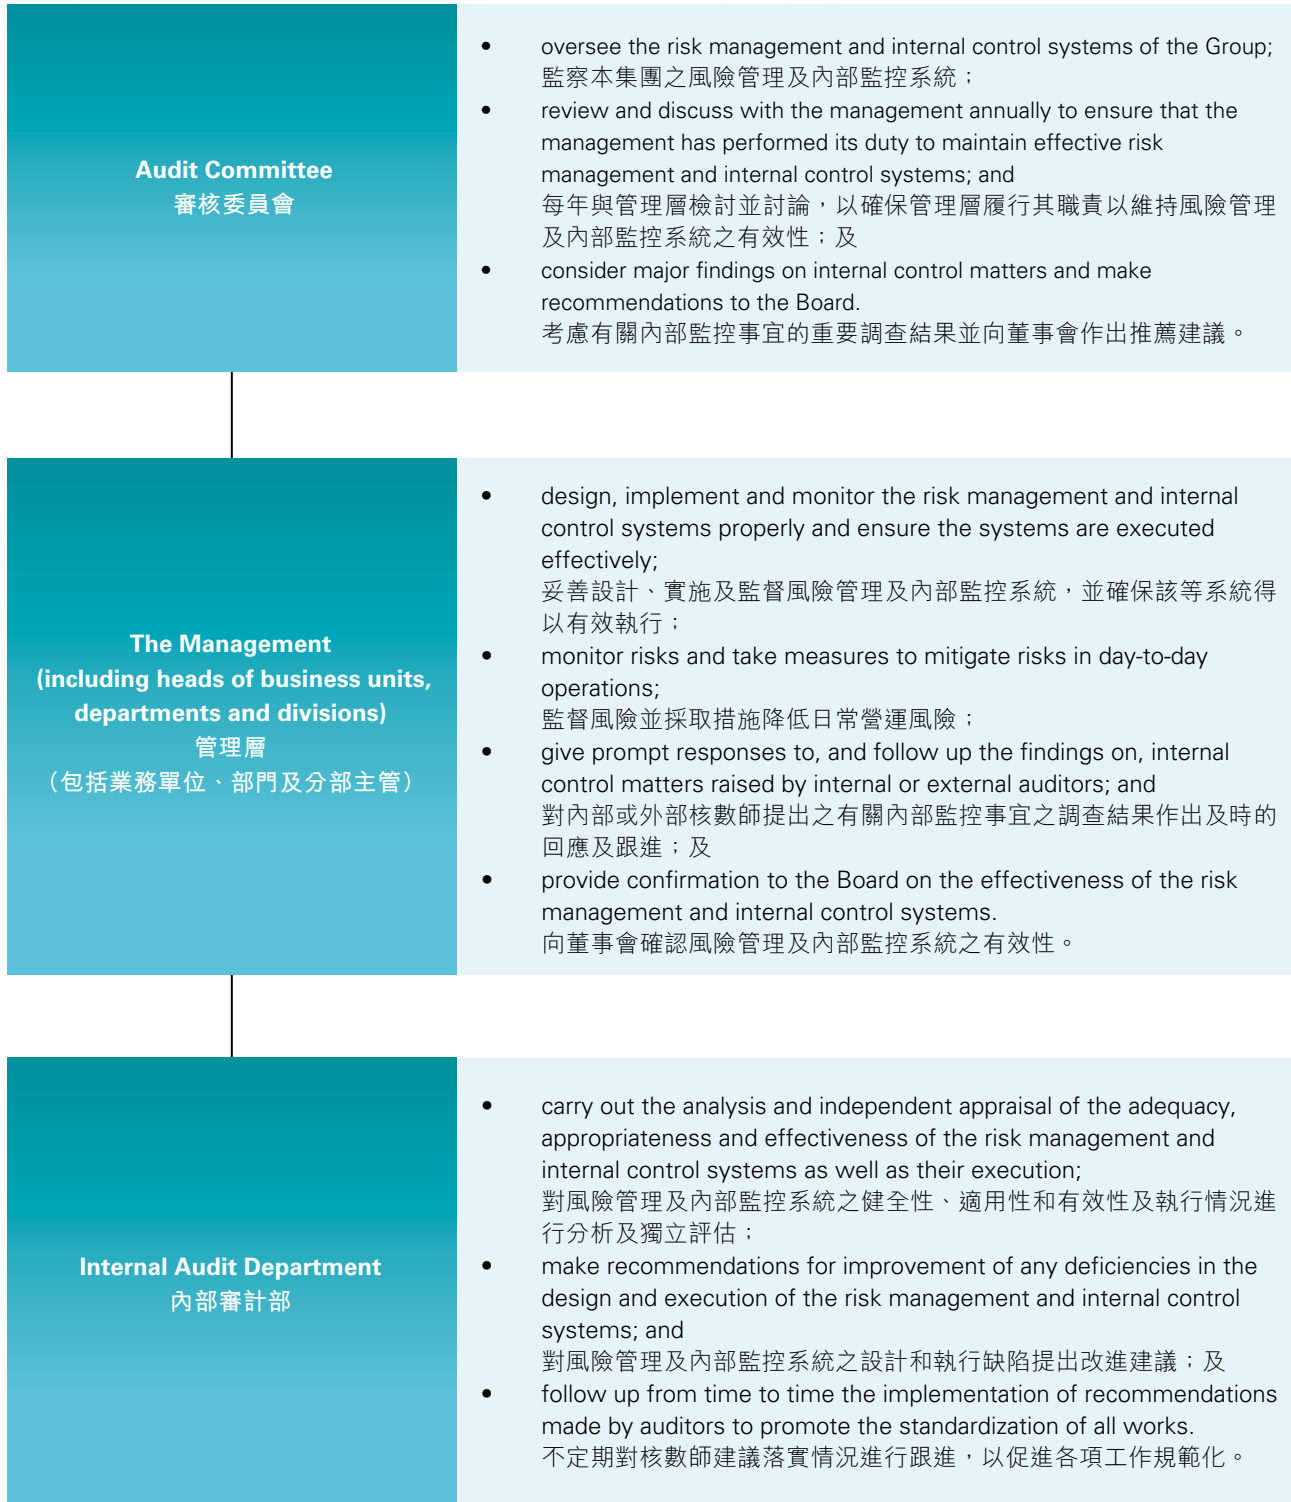 Audit Committee
審核委員會
• oversee the risk management and internal control systems of the Group;
監察本集團之風險管理及內部監控系統；
• review and discuss with the management annually to ensure that the
management has performed its duty to maintain effective risk
management and internal control systems; and
每年與管理層檢討並討論，以確保管理層履行其職責以維持風險管理
及內部監控系統之有效性；及
• consider major findings on internal control matters and make
recommendations to the Board.
考慮有關內部監控事宜的重要調查結果並向董事會作出推薦建議。
The Management
(including heads of business units,
departments and divisions)
管理層
（包括業務單位、部門及分部主管）
• design, implement and monitor the risk management and internal
control systems properly and ensure the systems are executed
effectively;
妥善設計、實施及監督風險管理及內部監控系統，並確保該等系統得
以有效執行；
• monitor risks and take measures to mitigate risks in day-to-day
operations;
監督風險並採取措施降低日常營運風險；
• give prompt responses to, and follow up the findings on, internal
control matters raised by internal or external auditors; and
對內部或外部核數師提出之有關內部監控事宜之調查結果作出及時的
回應及跟進；及
• provide confirmation to the Board on the effectiveness of the risk
management and internal control systems.
向董事會確認風險管理及內部監控系統之有效性。
Internal Audit Department
內部審計部
• carry out the analysis and independent appraisal of the adequacy,
appropriateness and effectiveness of the risk management and
internal control systems as well as their execution;
對風險管理及內部監控系統之健全性、適用性和有效性及執行情況進
行分析及獨立評估；
• make recommendations for improvement of any deficiencies in the
design and execution of the risk management and internal control
systems; and
對風險管理及內部監控系統之設計和執行缺陷提出改進建議；及
• follow up from time to time the implementation of recommendations
made by auditors to promote the standardization of all works.
不定期對核數師建議落實情況進行跟進，以促進各項工作規範化。